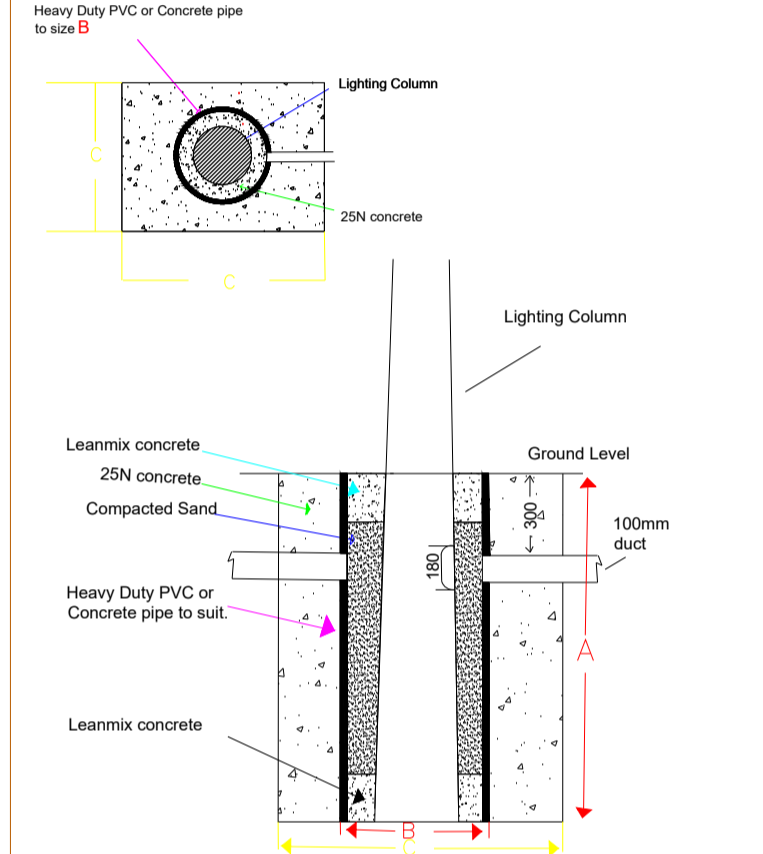 Heavy Duty PVC or Concrete pipe
to size B
Lighting Column
C
25N concrete
C
Lighting Column
Leanmix concrete
Ground Level
25N concrete
Compacted Sand
300
100mm
duct
180
Heavy Duty PVC or
Concrete pipe to suit.
A
Leanmix concrete
B
C